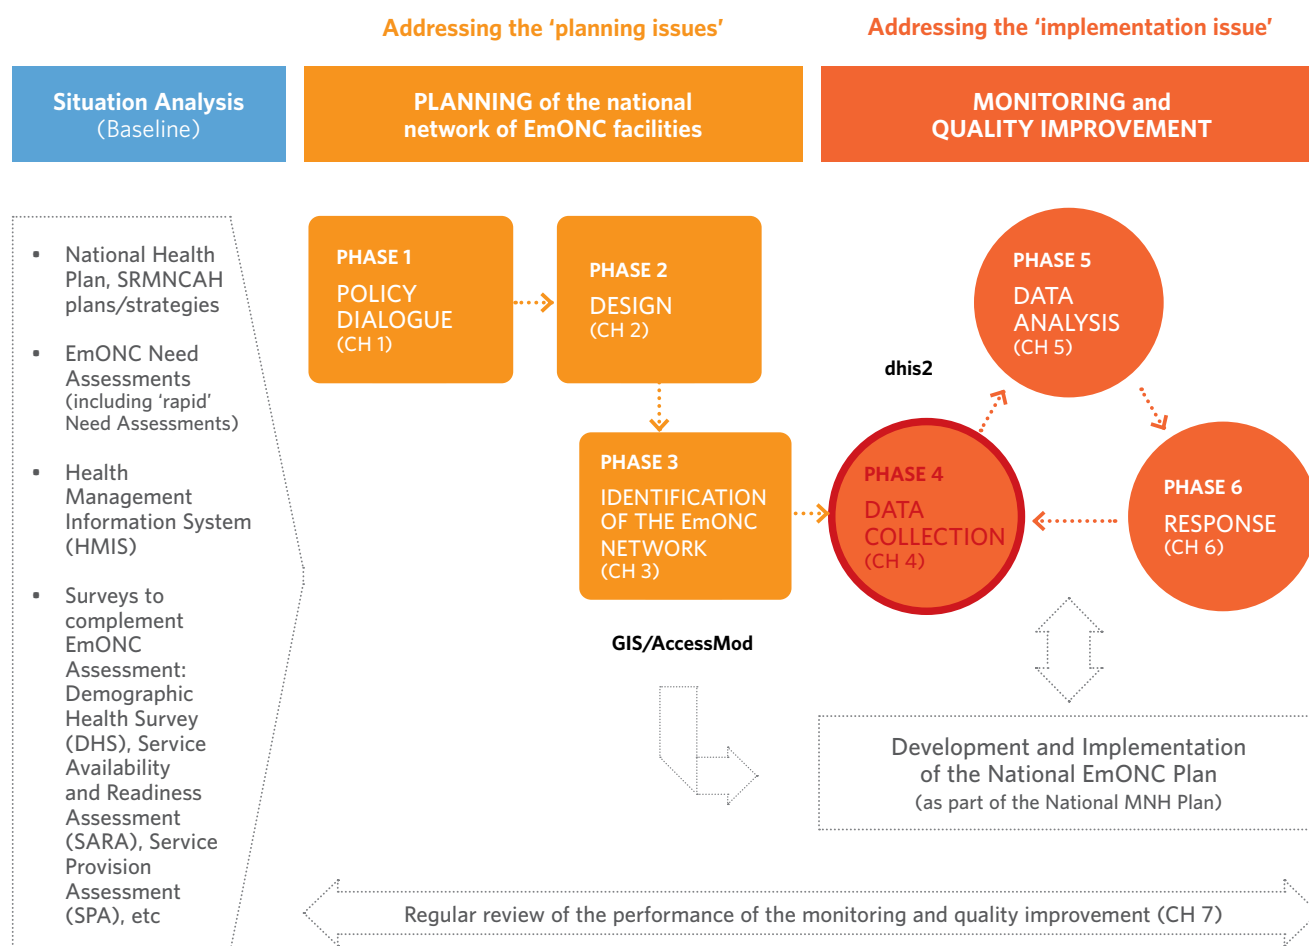 Addressing the ‘planning issues’
Addressing the ‘implementation issue’
Situation Analysis
(Baseline)
PLANNING of the national
network of EmONC facilities
MONITORING and
QUALITY IMPROVEMENT
• National Health
Plan, SRMNCAH
plans/strategies
• EmONC Need
Assessments
(including ‘rapid’
Need Assessments)
• Health
Management
Information System
(HMIS)
• Surveys to
complement
EmONC
Assessment:
Demographic
Health Survey
(DHS), Service
Availability
and Readiness
Assessment
(SARA), Service
Provision
Assessment
(SPA), etc
PHASE 1
POLICY
DIALOGUE
(CH 1)
PHASE 2
DESIGN
(CH 2)
PHASE 3
IDENTIFICATION
OF THE EmONC
NETWORK
(CH 3)
GIS/AccessMod
PHASE 4
DATA
COLLECTION
(CH 4)
dhis2
PHASE 5
DATA
ANALYSIS
(CH 5)
PHASE 6
RESPONSE
(CH 6)
Development and Implementation
of the National EmONC Plan
(as part of the National MNH Plan)
Regular review of the performance of the monitoring and quality improvement (CH 7)